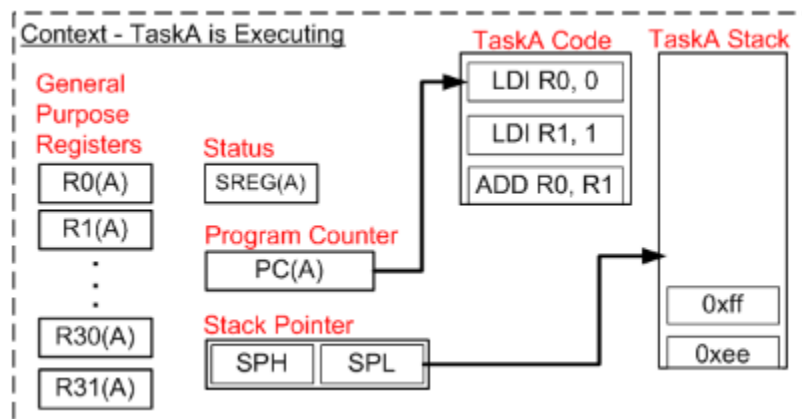 Context - TaskA is Executing
General
Purpose
Registers
R0(A)
R1(A)
R30(A)
R31(A)
Status
SREG(A)
Program Counter
PC(A)
Stack Pointer
SPH
SPL
TaskA Code
LDI R0, 0
LDI R1, 1
ADD R0, R1
TaskA Stack
0xff
0xee